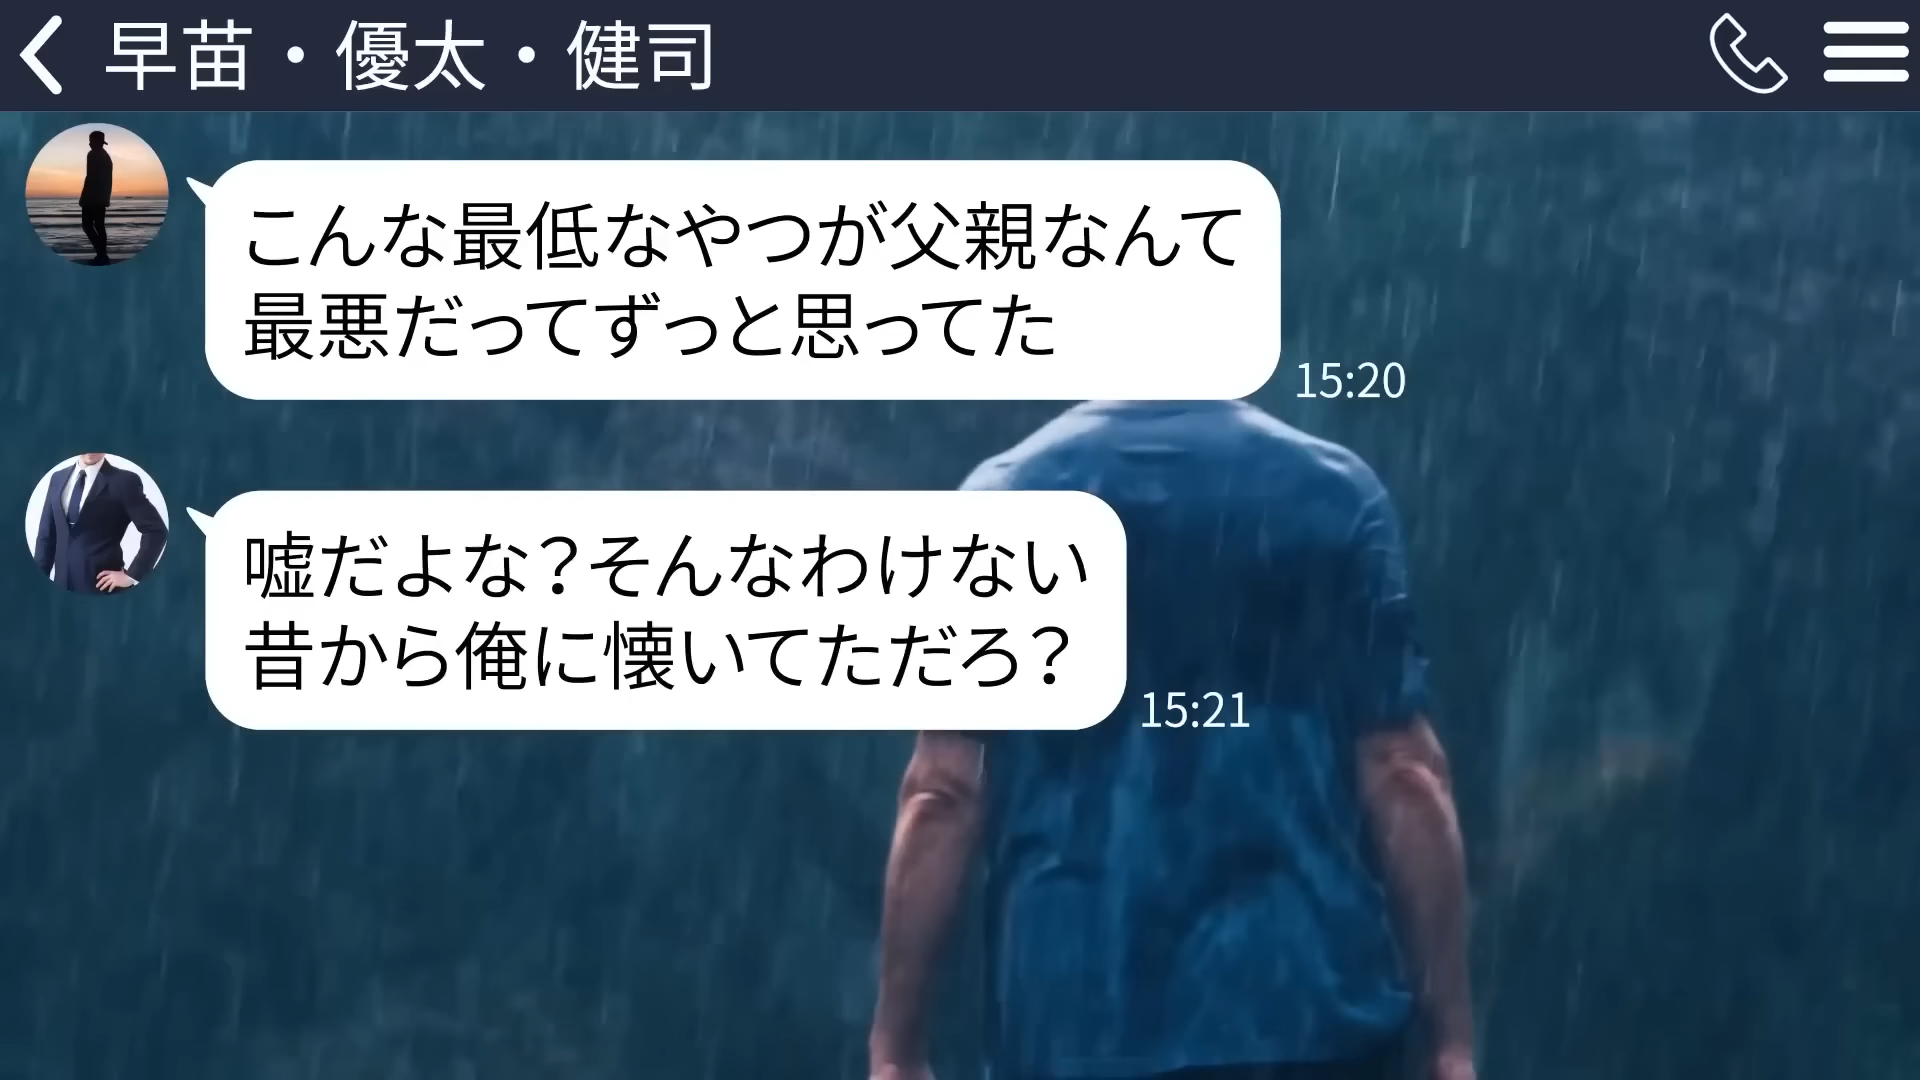 早苗・優太・健司
こんな最低なやつが父親なんて
最悪だってずっと思ってた
15:20
嘘だよな？そんなわけない
昔から俺に懐いてただろ？
15:21